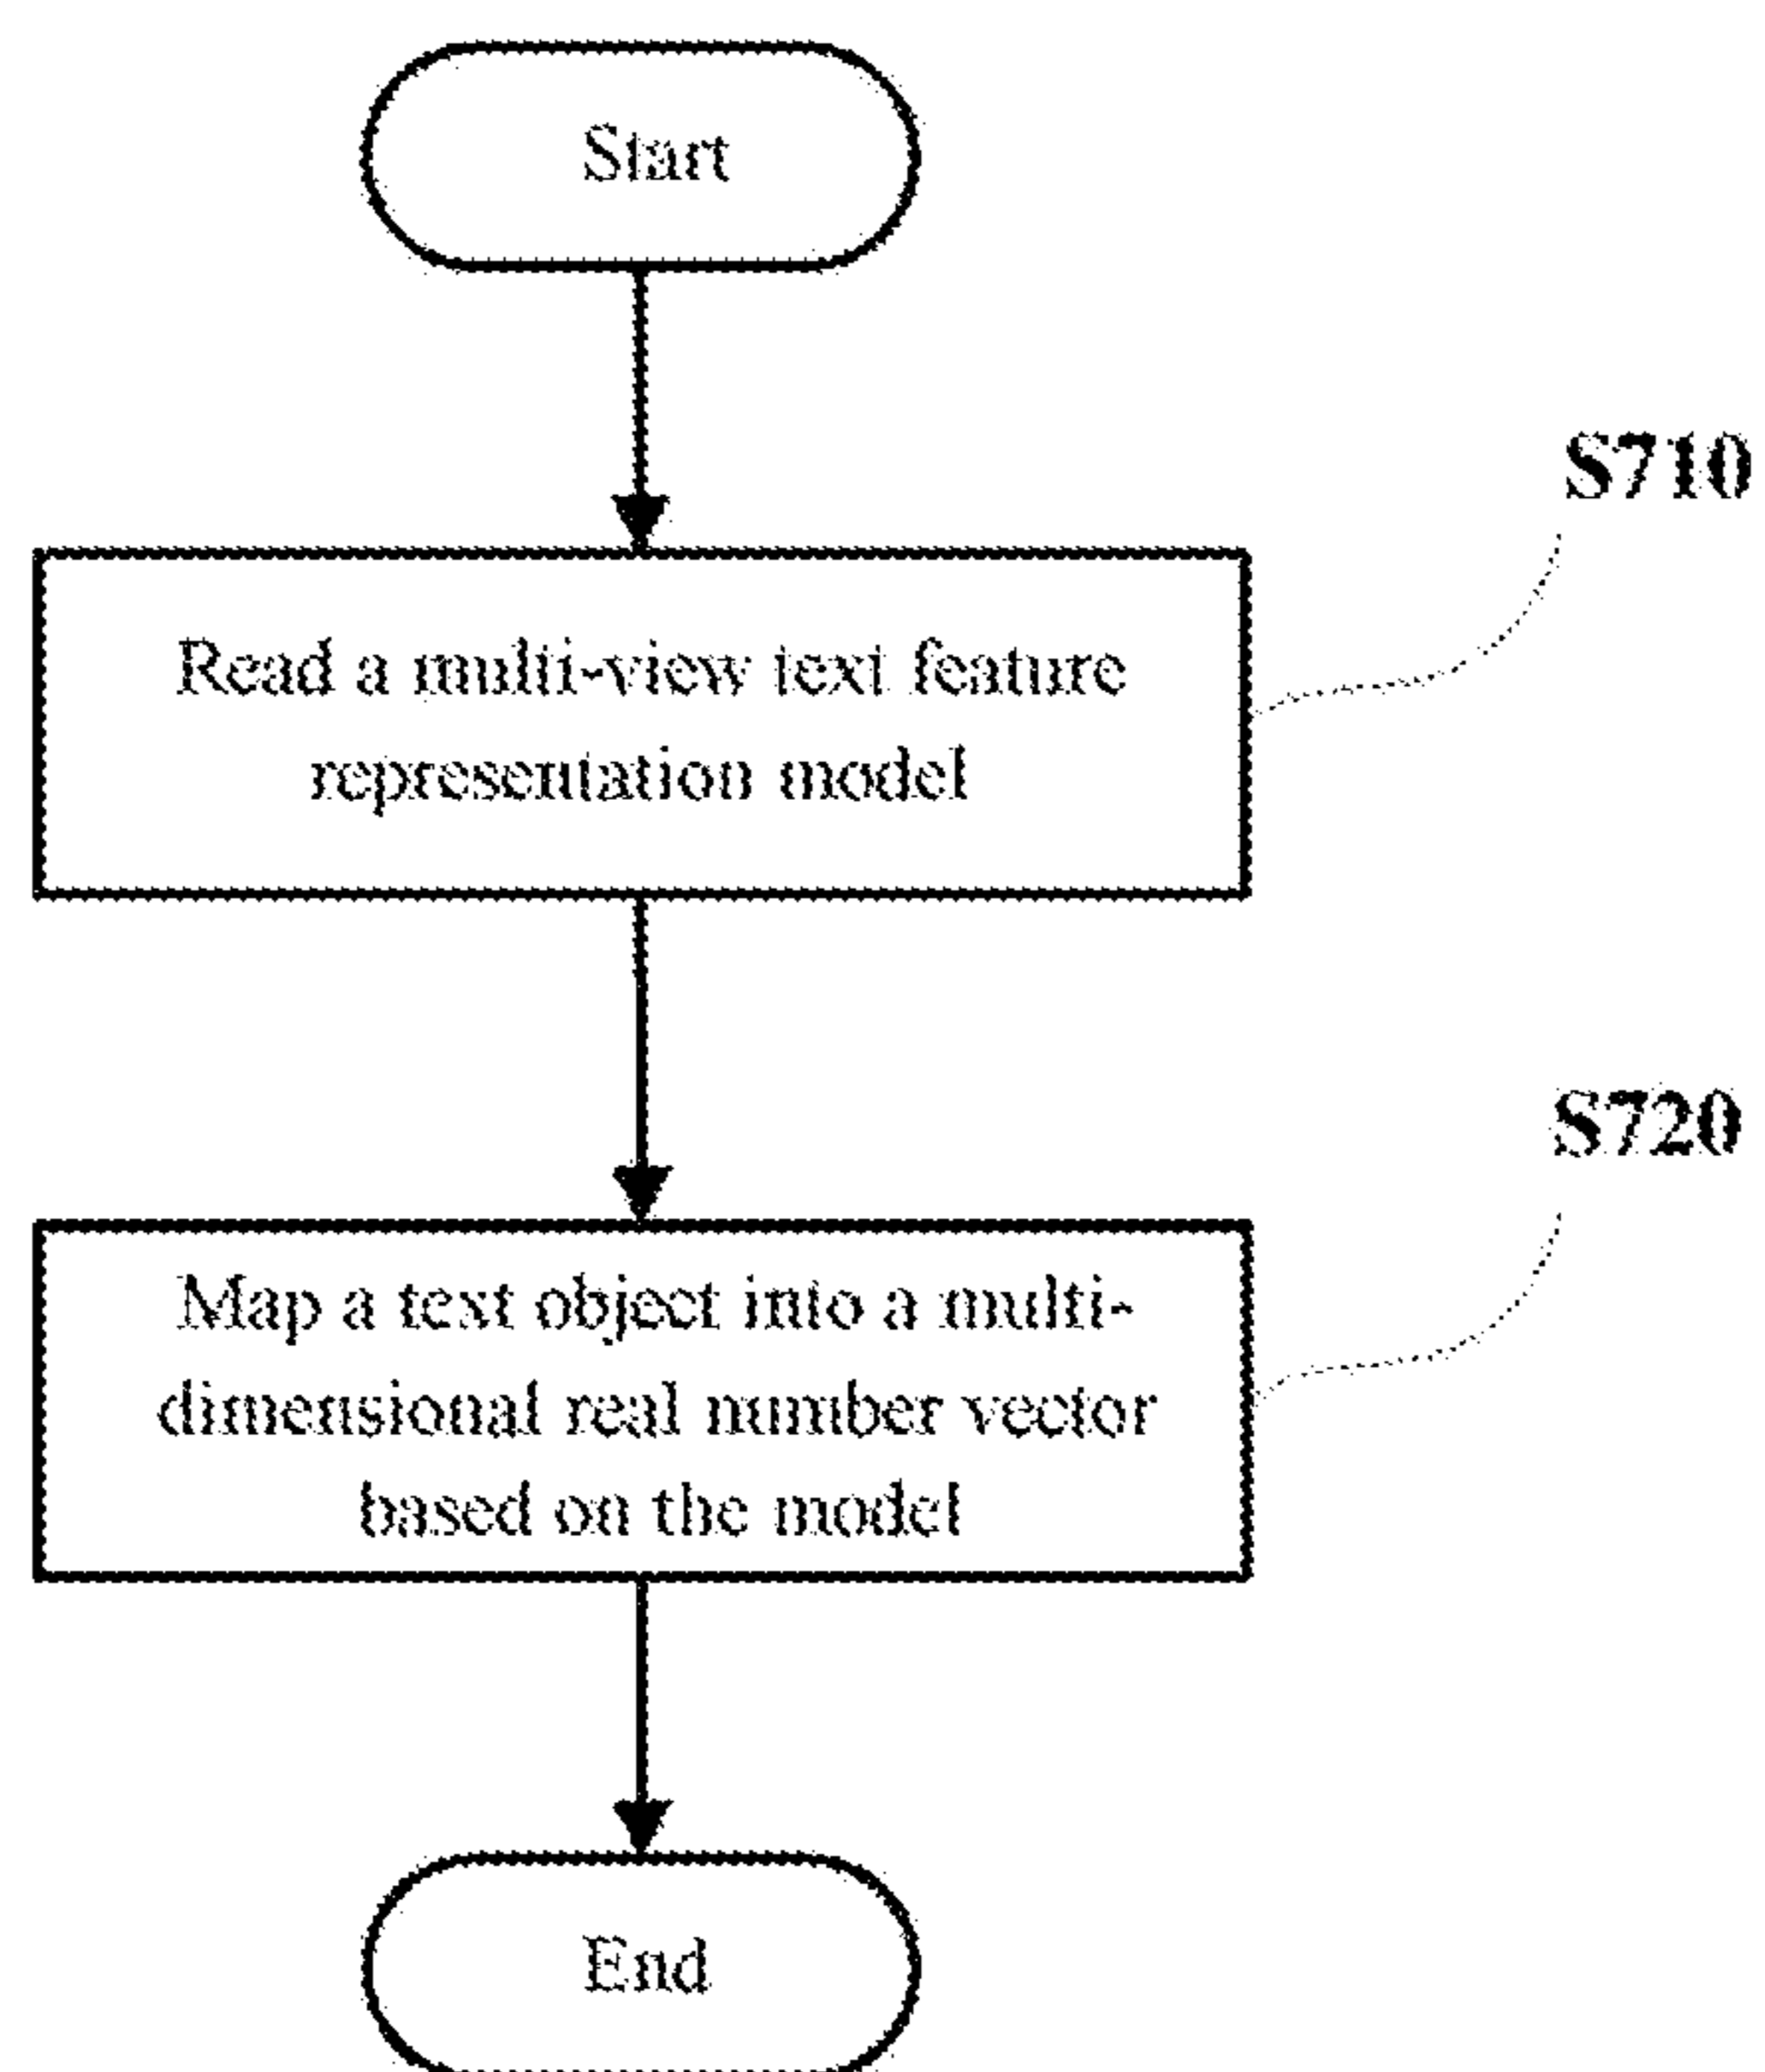 Start
S710
Read a multi-view text feature
representation model
S720
Map a text object into a multi-
dimensional real number vector
based on the model
End